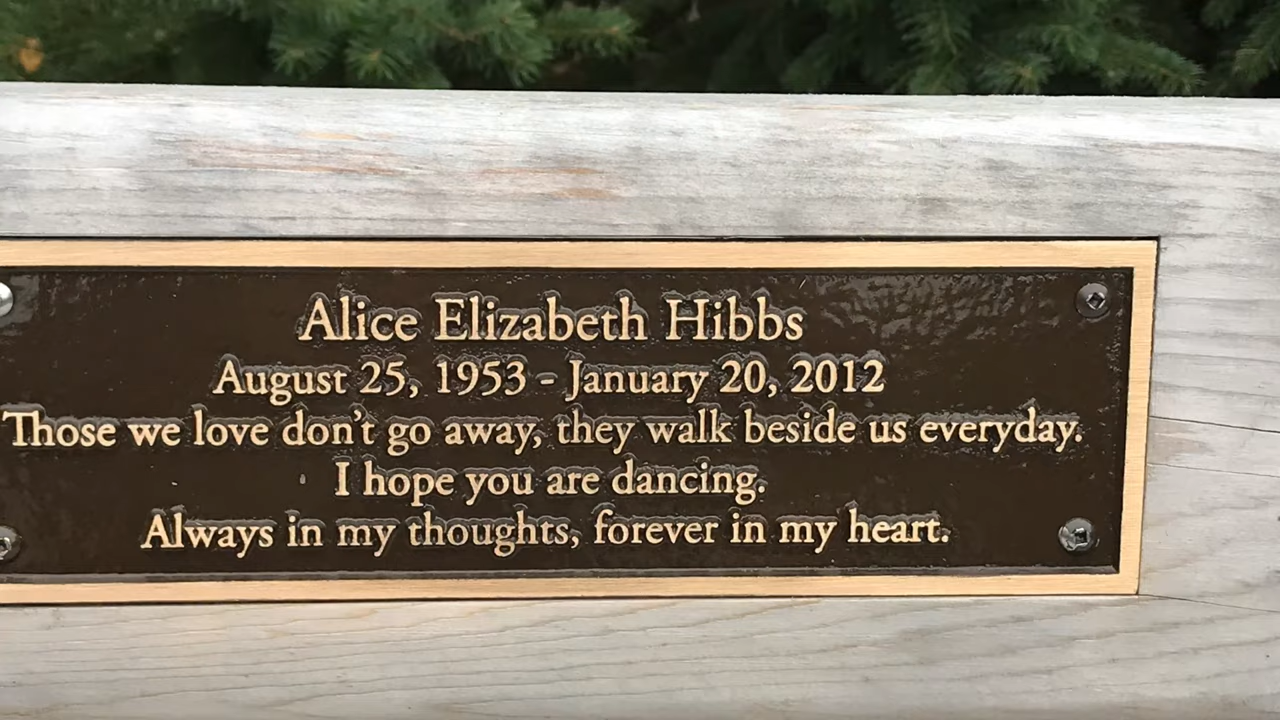 Alice Elizabeth Hibbs
August 25, 1953 - January 20, 2012
Those we love don't go away, they walk beside us everyday.
I hope you are dancing.
Always in my thoughts, forever in my heart.